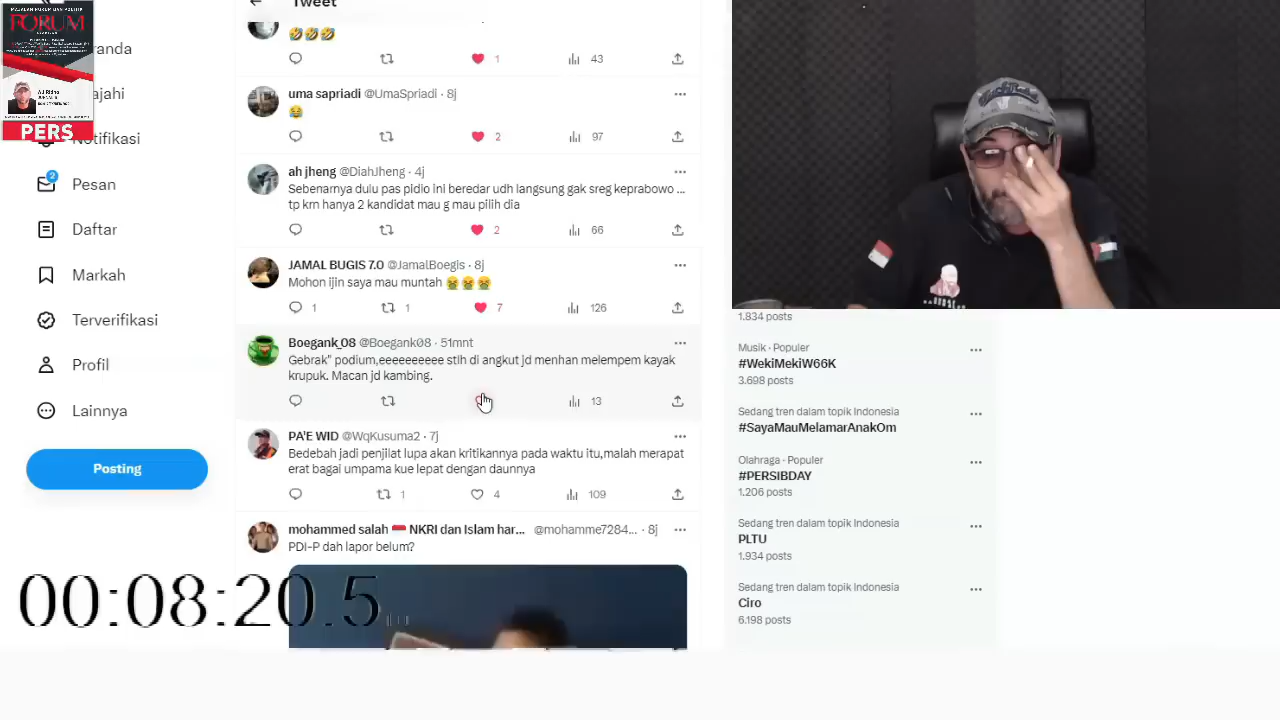 Tweet
FORUM
Notifikasi
PERS
Pesan
2
Daftar
Markah
Terverifikasi
Profil
Lainnya
Posting
🤣🤣🤣
1 43
uma sapriadi @UmaSpriadi · 8j
😂
2 97
ah jheng @DiahJheng · 4j
Sebenarnya dulu pas pidio ini beredar udh langsung gak sreg keprabowo ...
tp krn hanya 2 kandidat mau g mau pilih dia
2 66
JAMAL BUGIS 7.0 @JamalBoegis · 8j
Mohon ijin saya mau muntah 😭😭😭
1 1 7 126
Boegank_08 @Boegank08 · 51mnt
Gebrak" podium,eeeeeeeeee stlh di angkut jd menhan melempem kayak
krupuk. Macan jd kambing.
13
PA'E WID @WqKusuma2 · 7j
Bedebah jadi penjilat lupa akan kritikannya pada waktu itu,malah merapat
erat bagai umpama kue lepat dengan daunnya
1 4 109
mohammed salah 🇮🇩 NKRI dan Islam har... @mohamme7284... · 8j
PDI-P dah lapor belum?
00:08:20.5
1.834 posts
Musik · Populer
#WekiMekiW66K
3.698 posts
Sedang tren dalam topik Indonesia
#SayaMauMelamarAnakOm
Olahraga · Populer
#PERSIBDAY
1.206 posts
Sedang tren dalam topik Indonesia
PLTU
1.934 posts
Sedang tren dalam topik Indonesia
Ciro
6.198 posts